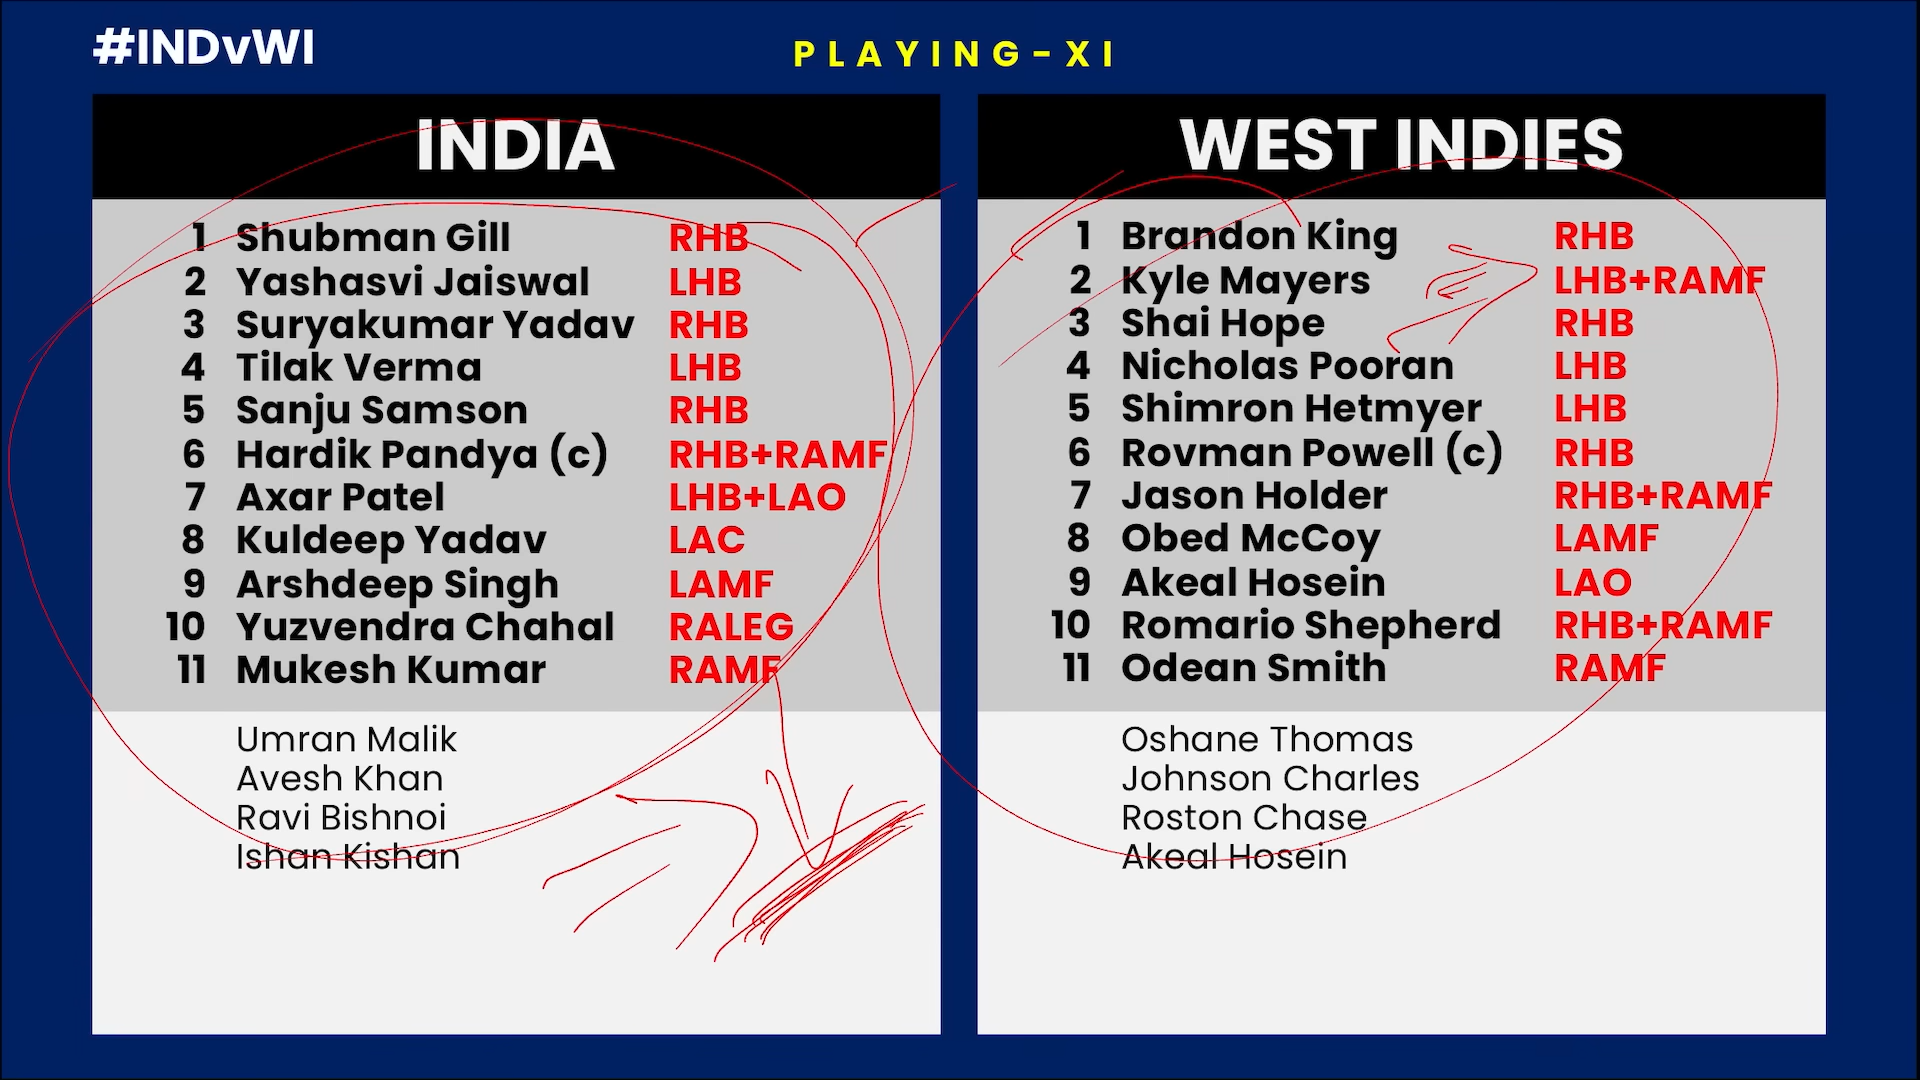 #INDvWI
PLAYING-XI
INDIA
1 Shubman Gill RHB
2 Yashasvi Jaiswal LHB
3 Suryakumar Yadav RHB
4 Tilak Verma LHB
5 Sanju Samson RHB
6 Hardik Pandya (c) RHB+RAMF
7 Axar Patel LHB+LAO
8 Kuldeep Yadav LAC
9 Arshdeep Singh LAMF
10 Yuzvendra Chahal RALEG
11 Mukesh Kumar RAMF
Umran Malik
Avesh Khan
Ravi Bishnoi
Ishan Kishan
WEST INDIES
1 Brandon King RHB
2 Kyle Mayers LHB+RAMF
3 Shai Hope RHB
4 Nicholas Pooran LHB
5 Shimron Hetmyer LHB
6 Rovman Powell (c) RHB
7 Jason Holder RHB+RAMF
8 Obed McCoy LAMF
9 Akeal Hosein LAO
10 Romario Shepherd RHB+RAMF
11 Odean Smith RAMF
Oshane Thomas
Johnson Charles
Roston Chase
Akeal Hosein